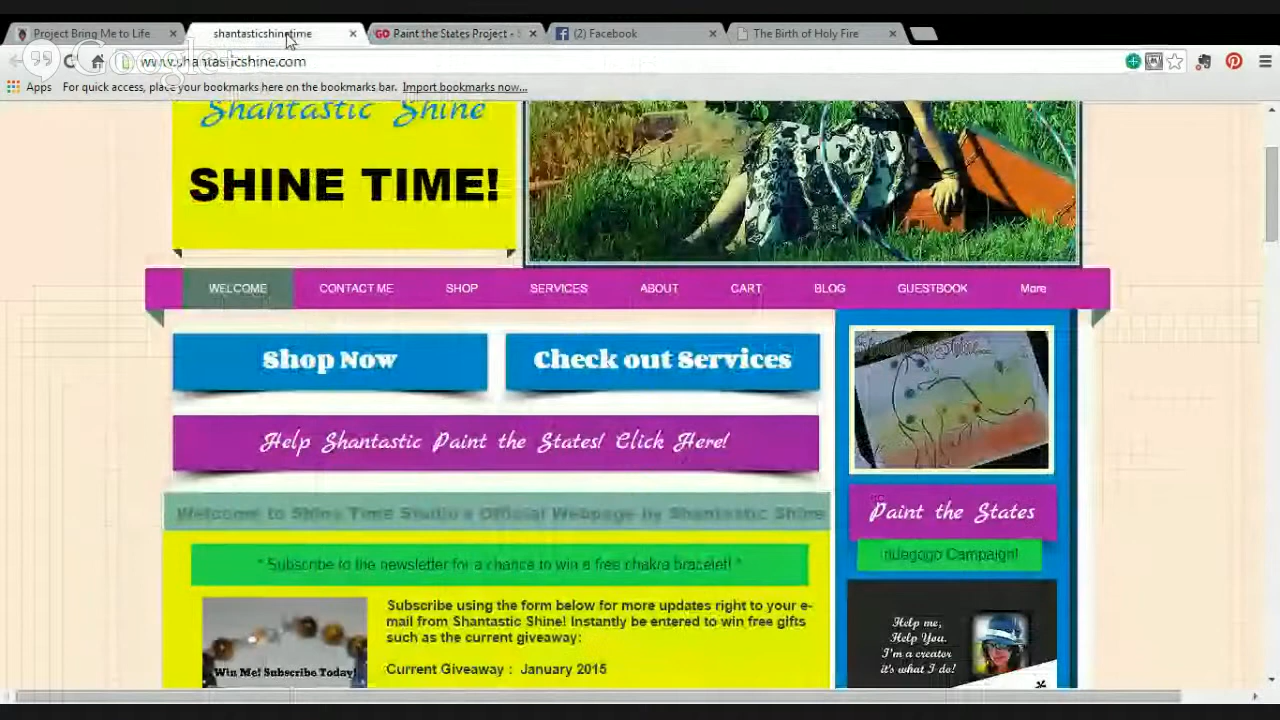 Project Bring Me to Life
shantasticshinetime
Paint the States Project -
(2) Facebook
The Birth of Holy Fire
Google+
www.shantasticshine.com
Apps
For quick access, place your bookmarks here on the bookmarks bar.
Import bookmarks now...
Shantastic Shine
SHINE TIME!
WELCOME
CONTACT ME
SHOP
SERVICES
ABOUT
CART
BLOG
GUESTBOOK
More
Shop Now
Check out Services
Help Shantastic Paint the States! Click Here!
Welcome to Shine Time Studio's Official Webpage by Shantastic Shine
* Subscribe to the newsletter for a chance to win a free chakra bracelet! *
Subscribe using the form below for more updates right to your e-
mail from Shantastic Shine! Instantly be entered to win free gifts
such as the current giveaway:
Current Giveaway : January 2015
Win Me! Subscribe Today!
Paint the States
Indiegogo Campaign!
Help me,
Help You.
I'm a creator
it's what I do!